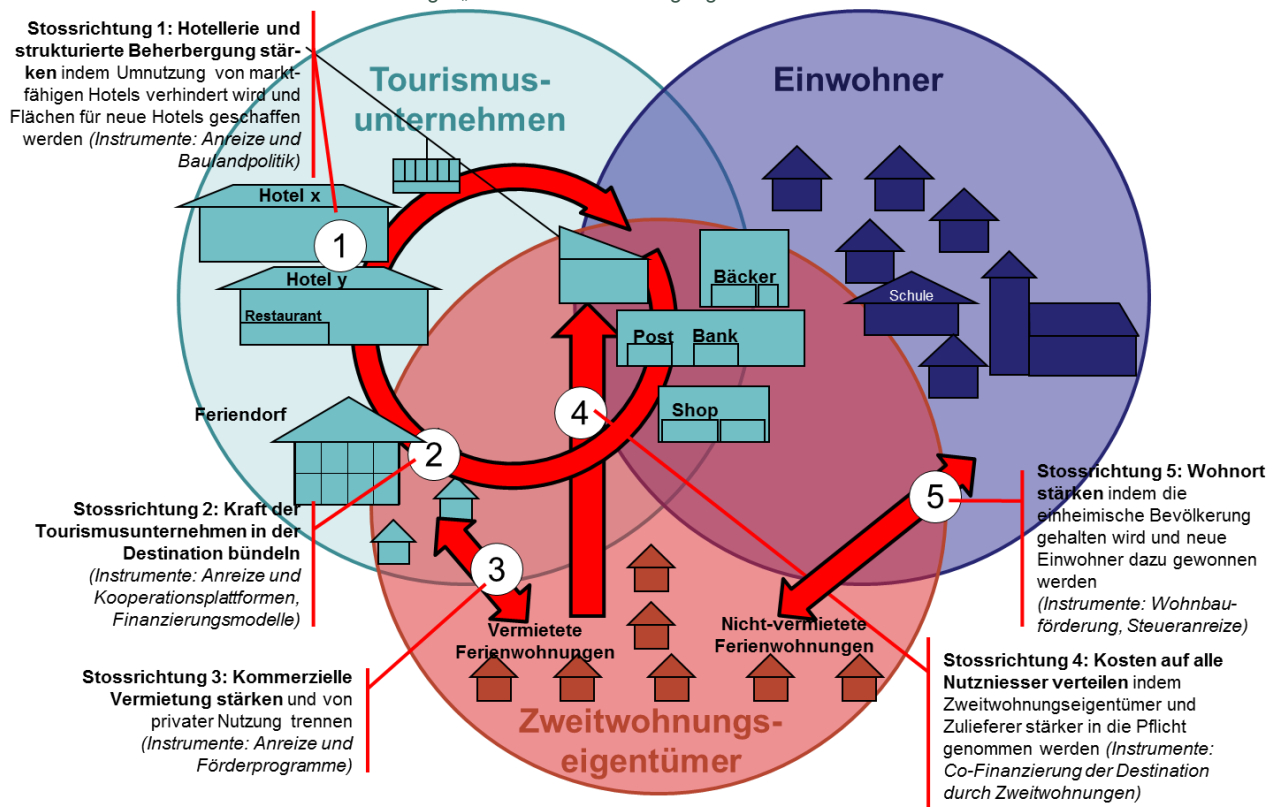 Stossrichtung 1: Hotellerie und
strukturierte Beherbergung stär-
ken indem Umnutzung von markt-
fähigen Hotels verhindert wird und
Flächen für neue Hotels geschaffen
werden (Instrumente: Anreize und
Baulandpolitik)
Tourismus-
unternehmen
Einwohner
Hotel x
1
Hotel y
Restaurant
Bäcker
Schule
Post
Bank
Shop
4
Feriendorf
2
5
3
Stossrichtung 2: Kraft der
Tourismusunternehmen in der
Destination bündeln
(Instrumente: Anreize und
Kooperationsplattformen,
Finanzierungsmodelle)
Stossrichtung 5: Wohnort
stärken indem die
einheimische Bevölkerung
gehalten wird und neue
Einwohner dazu gewonnen
werden
(Instrumente: Wohnbau-
förderung, Steueranreize)
Vermietete
Ferienwohnungen
Nicht-vermietete
Ferienwohnungen
Stossrichtung 3: Kommerzielle
Vermietung stärken und von
privater Nutzung trennen
(Instrumente: Anreize und
Förderprogramme)
Stossrichtung 4: Kosten auf alle
Nutzniesser verteilen indem
Zweitwohnungseigentümer und
Zulieferer stärker in die Pflicht
genommen werden (Instrumente:
Co-Finanzierung der Destination
durch Zweitwohnungen)
Zweitwohnungs-
eigentümer